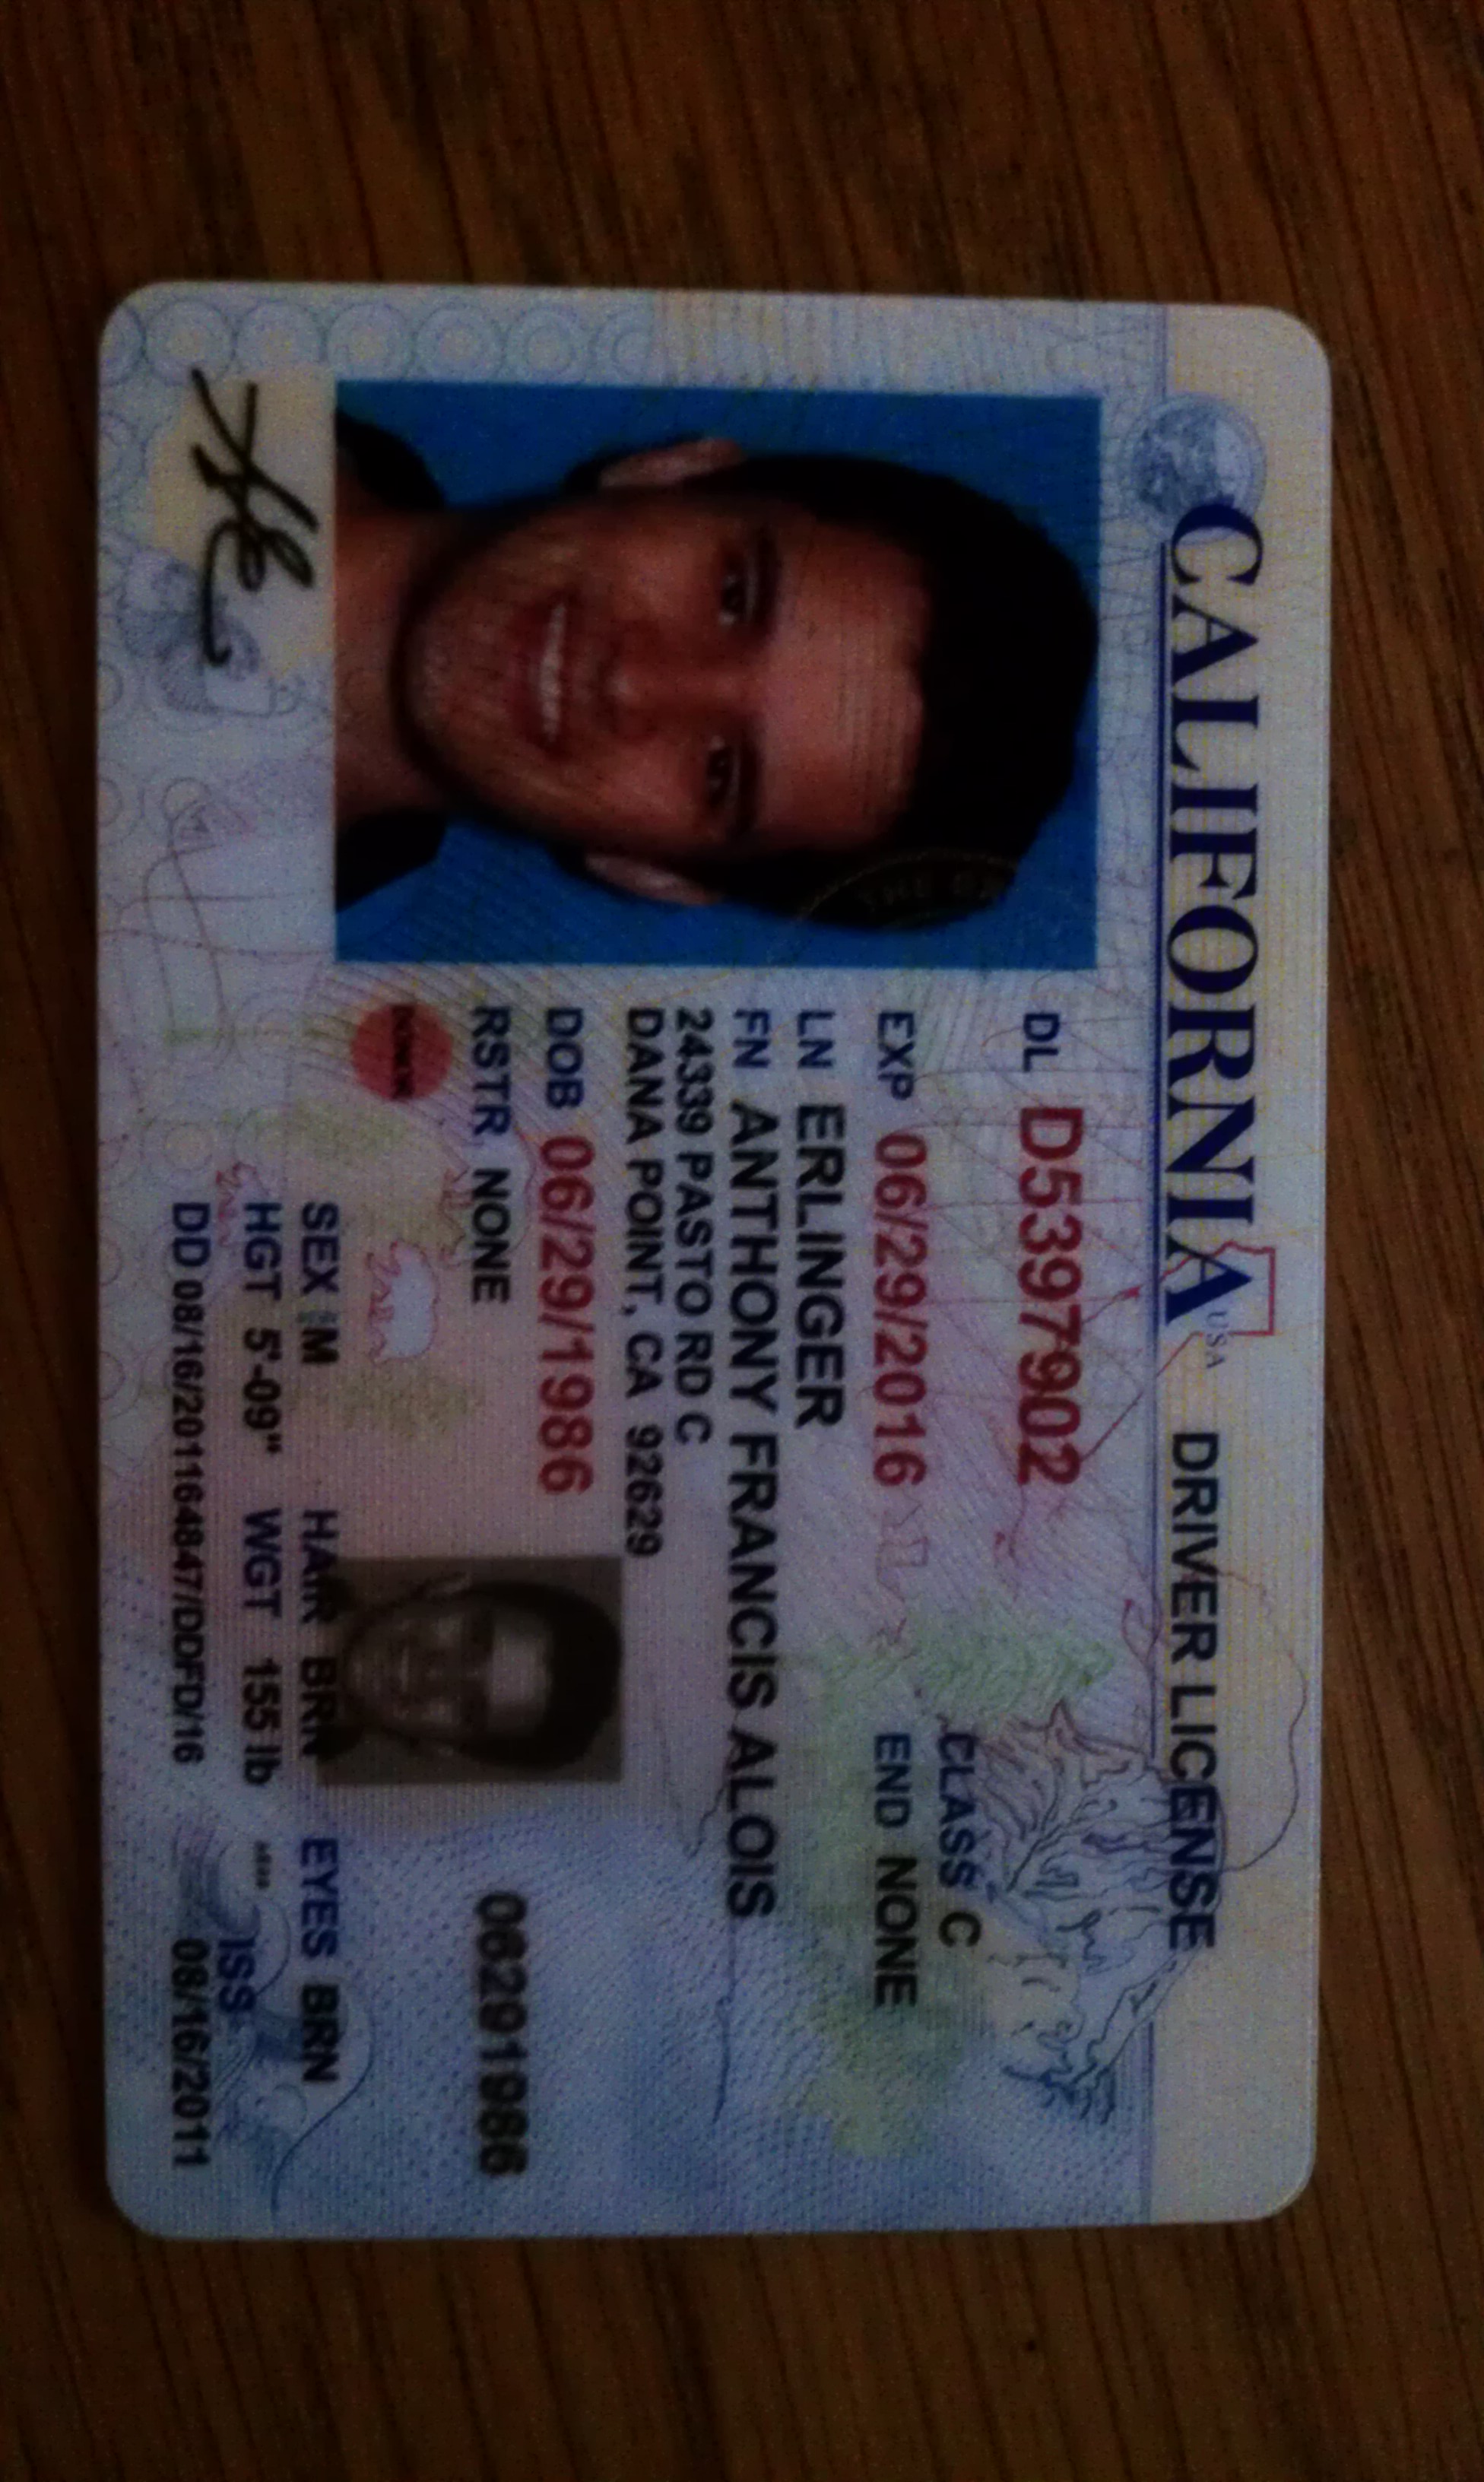 CALIFORNIA USA DRIVER LICENSE
DL D5397902
CLASS C
EXP 06/29/2016 END NONE
LN ERLINGER
FN ANTHONY FRANCIS ALOIS
24339 PASTO RD C
DANA POINT, CA 92629
DOB 06/29/1986
RSTR NONE
06291986
DONOR
SEX M HAIR BRN EYES BRN
HGT 5'-09" WGT 155 lb ISS
DD 08/16/201164847/DDFD/16 08/16/2011